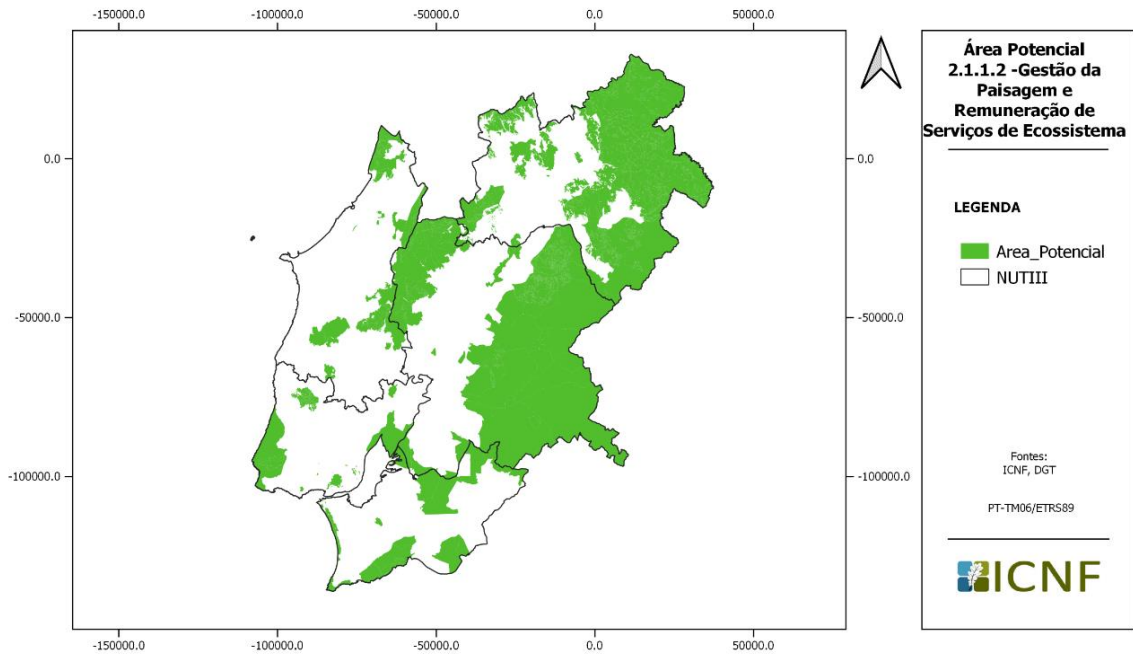 -150000.0 -100000.0 -50000.0 0.0 50000.0
0.0 0.0
-50000.0 -50000.0
-100000.0 -100000.0
-150000.0 -100000.0 -50000.0 0.0 50000.0
Área Potencial
2.1.1.2 -Gestão da
Paisagem e
Remuneração de
Serviços de Ecossistema
LEGENDA
Area_Potencial
NUTIII
Fontes:
ICNF, DGT
PT-TM06/ETRS89
ICNF